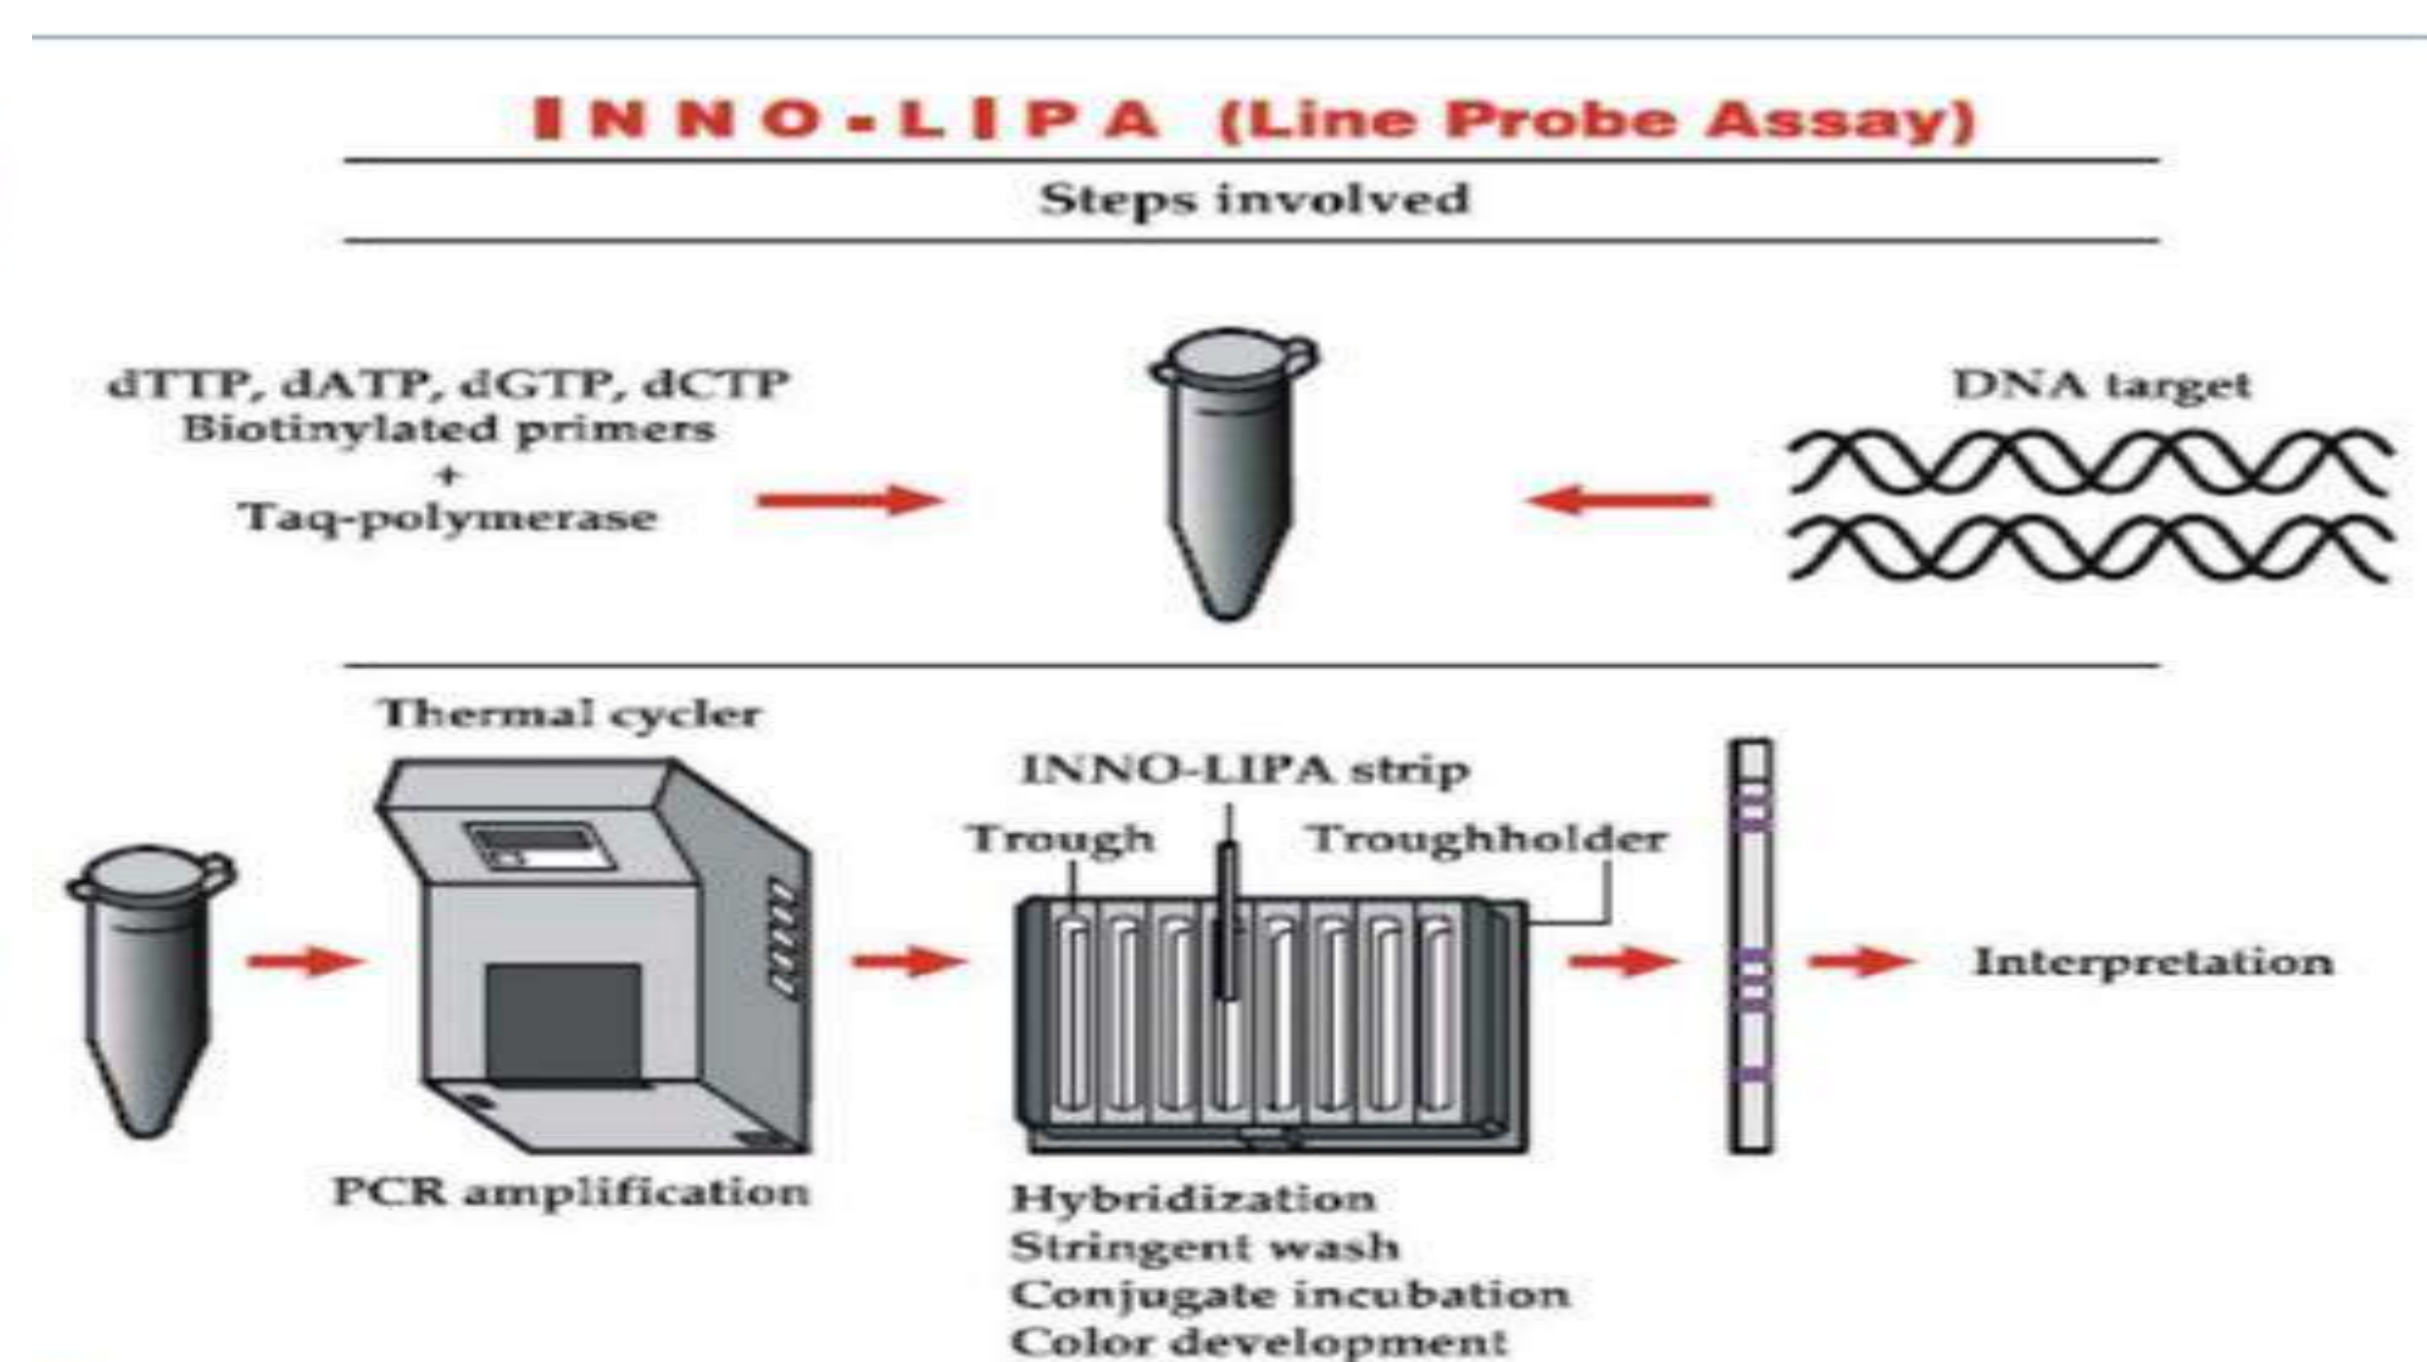 INNO-LIPA (Line Probe Assay)
Steps involved
dTTP, dATP, dGTP, dCTP
Biotinylated primers
+
Taq-polymerase
DNA target
Thermal cycler
INNO-LIPA strip
Trough
Troughholder
Interpretation
PCR amplification
Hybridization
Stringent wash
Conjugate incubation
Color development